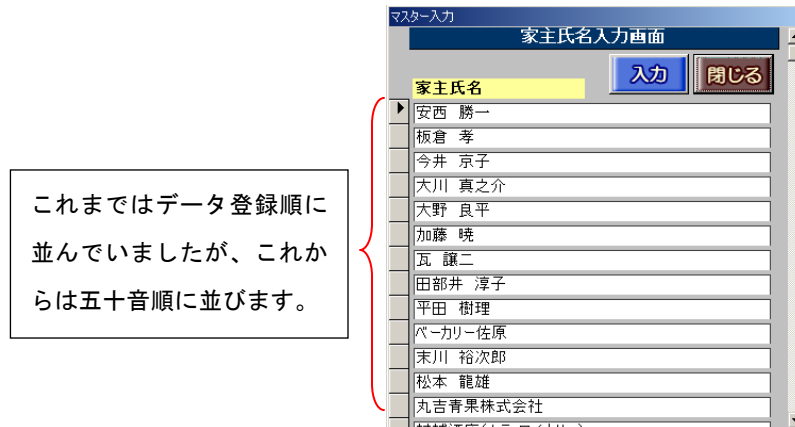 マスター入力
家主氏名入力画面
入力
閉じる
家主氏名
安西 勝一
板倉 孝
今井 京子
大川 真之介
大野 良平
加藤 暁
瓦 譲二
田部井 淳子
平田 樹理
ベーカリー佐原
末川 裕次郎
松本 龍雄
丸吉青果株式会社
これまではデータ登録順に
並んでいましたが、これか
らは五十音順に並びます。